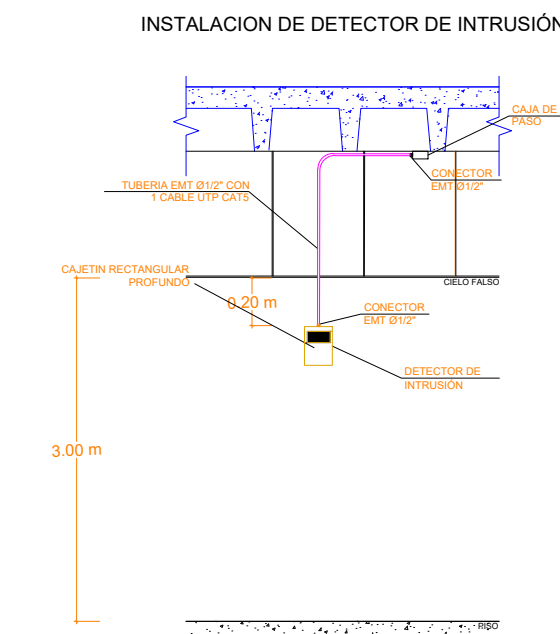 INSTALACION DE DETECTOR DE INTRUSIÓN
CAJA DE
PASO
CONECTOR
EMT Ø1/2"
TUBERIA EMT Ø1/2" CON
1 CABLE UTP CAT5
CAJETIN RECTANGULAR
PROFUNDO
CIELO FALSO
0.20 m
CONECTOR
EMT Ø1/2"
DETECTOR DE
INTRUSIÓN
3.00 m
PISO